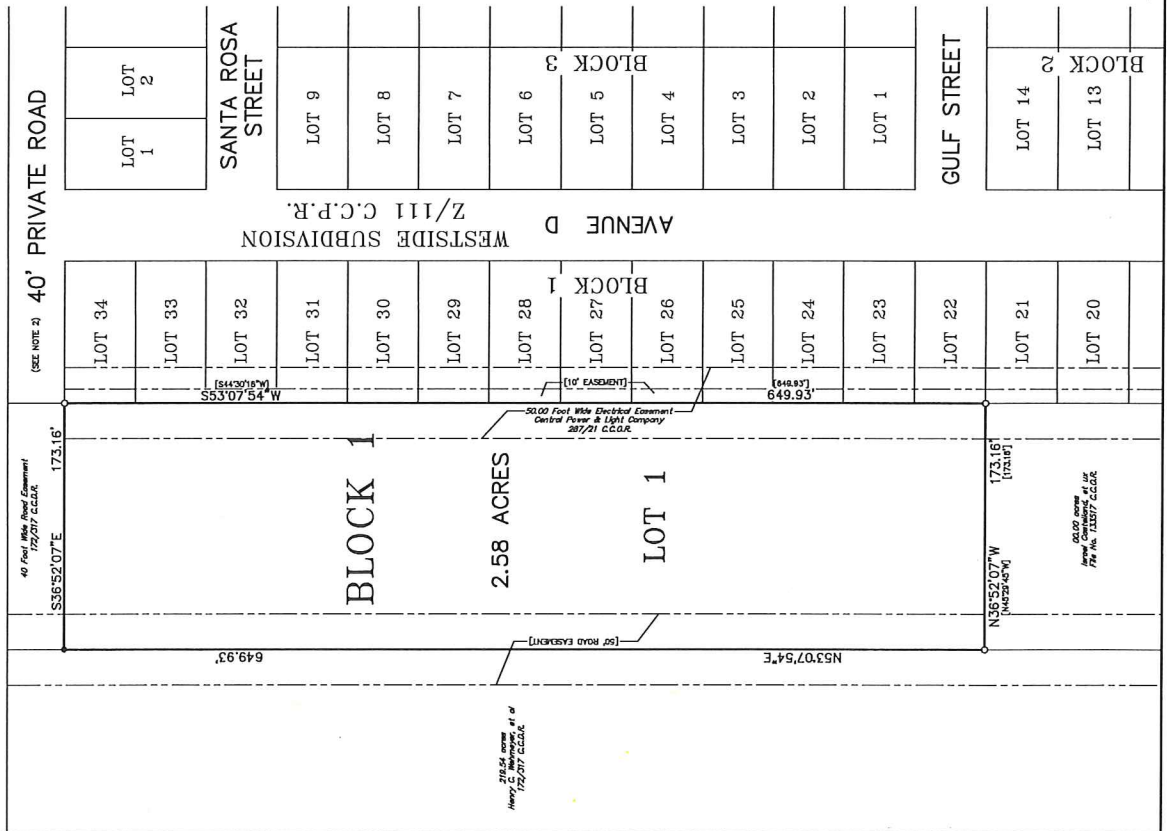 (SEE NOTE 2) 40' PRIVATE ROAD
LOT
1
LOT
2
SANTA ROSA
STREET
LOT 9
LOT 8
LOT 7
LOT 6
LOT 5
LOT 4
LOT 3
LOT 2
LOT 1
BLOCK 3
GULF STREET
LOT 14
LOT 13
BLOCK 2
WESTSIDE SUBDIVISION
Z/111 C.C.P.R.
AVENUE D
LOT 34
LOT 33
LOT 32
LOT 31
LOT 30
LOT 29
LOT 28
LOT 27
LOT 26
LOT 25
LOT 24
LOT 23
LOT 22
LOT 21
LOT 20
BLOCK 1
[S44°30'18"W]
S53°07'54"W
[10' EASEMENT]
[649.93']
649.93'
50.00 Foot Wide Electrical Easement
Central Power & Light Company
287/21 C.C.D.R.
40 Foot Wide Road Easement
172/317 C.C.D.R.
S36°52'07"E 173.16'
BLOCK 1
2.58 ACRES
LOT 1
N36°52'07"W 173.16'
[N45°29'45"W] [173.16']
00.00 acres
File No. 133517 C.C.D.R.
[50' ROAD EASEMENT]
649.93'
N53°07'54"E
219.54 acres
Henry C. Wehmeyer, et al
172/317 C.C.D.R.